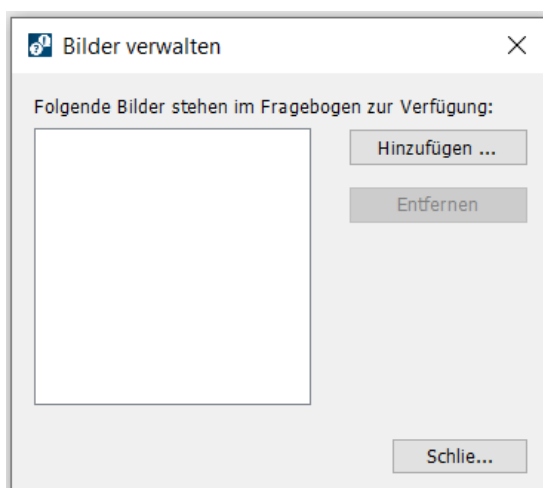 Bilder verwalten
Folgende Bilder stehen im Fragebogen zur Verfügung:
Hinzufügen ...
Entfernen
Schlie...